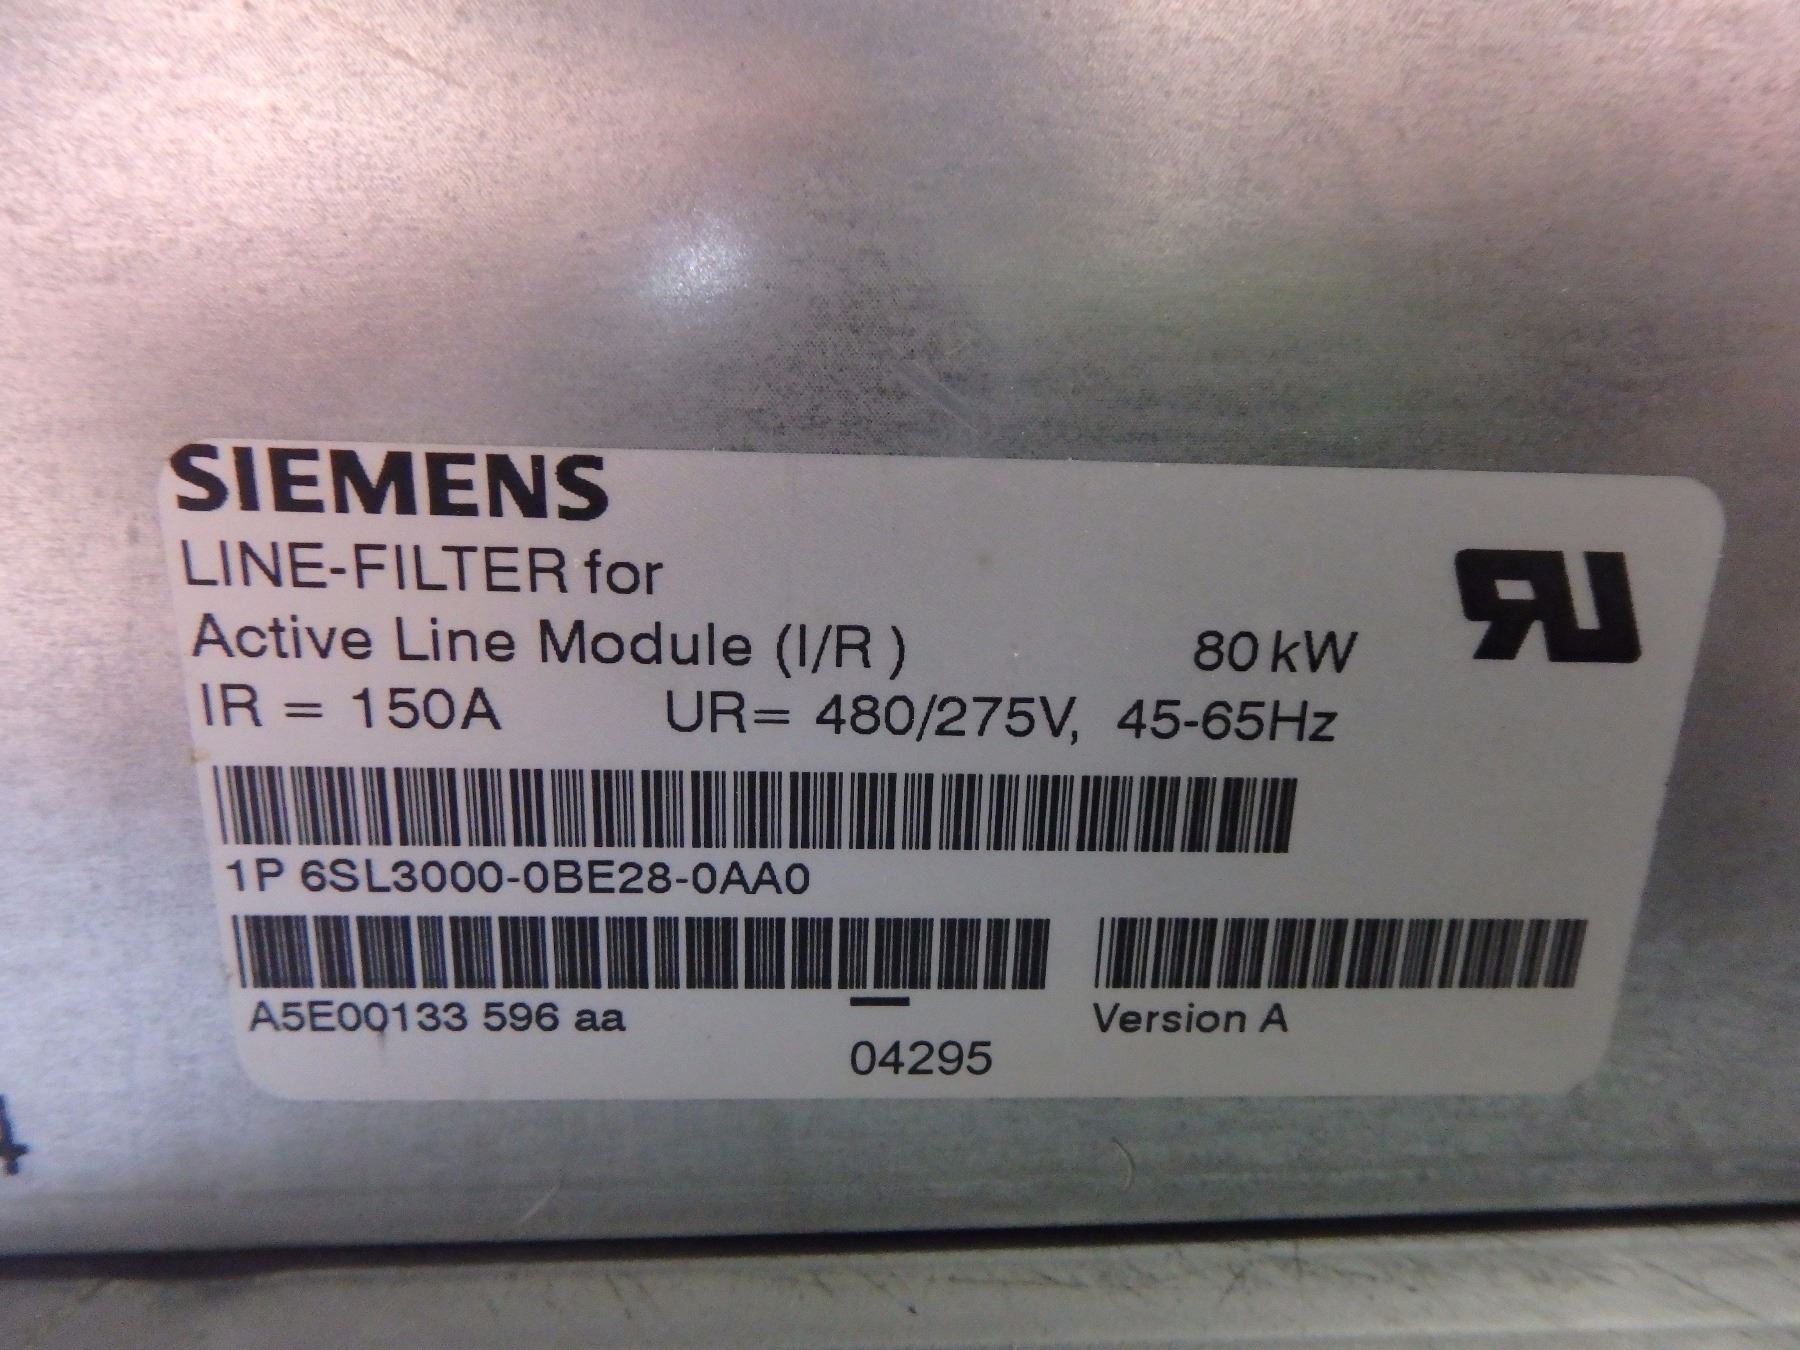 SIEMENS
LINE-FILTER for
Active Line Module (I/R ) 80 kW
IR = 150A UR= 480/275V, 45-65Hz
1P 6SL3000-0BE28-0AA0
A5E00133 596 aa Version A
04295
4